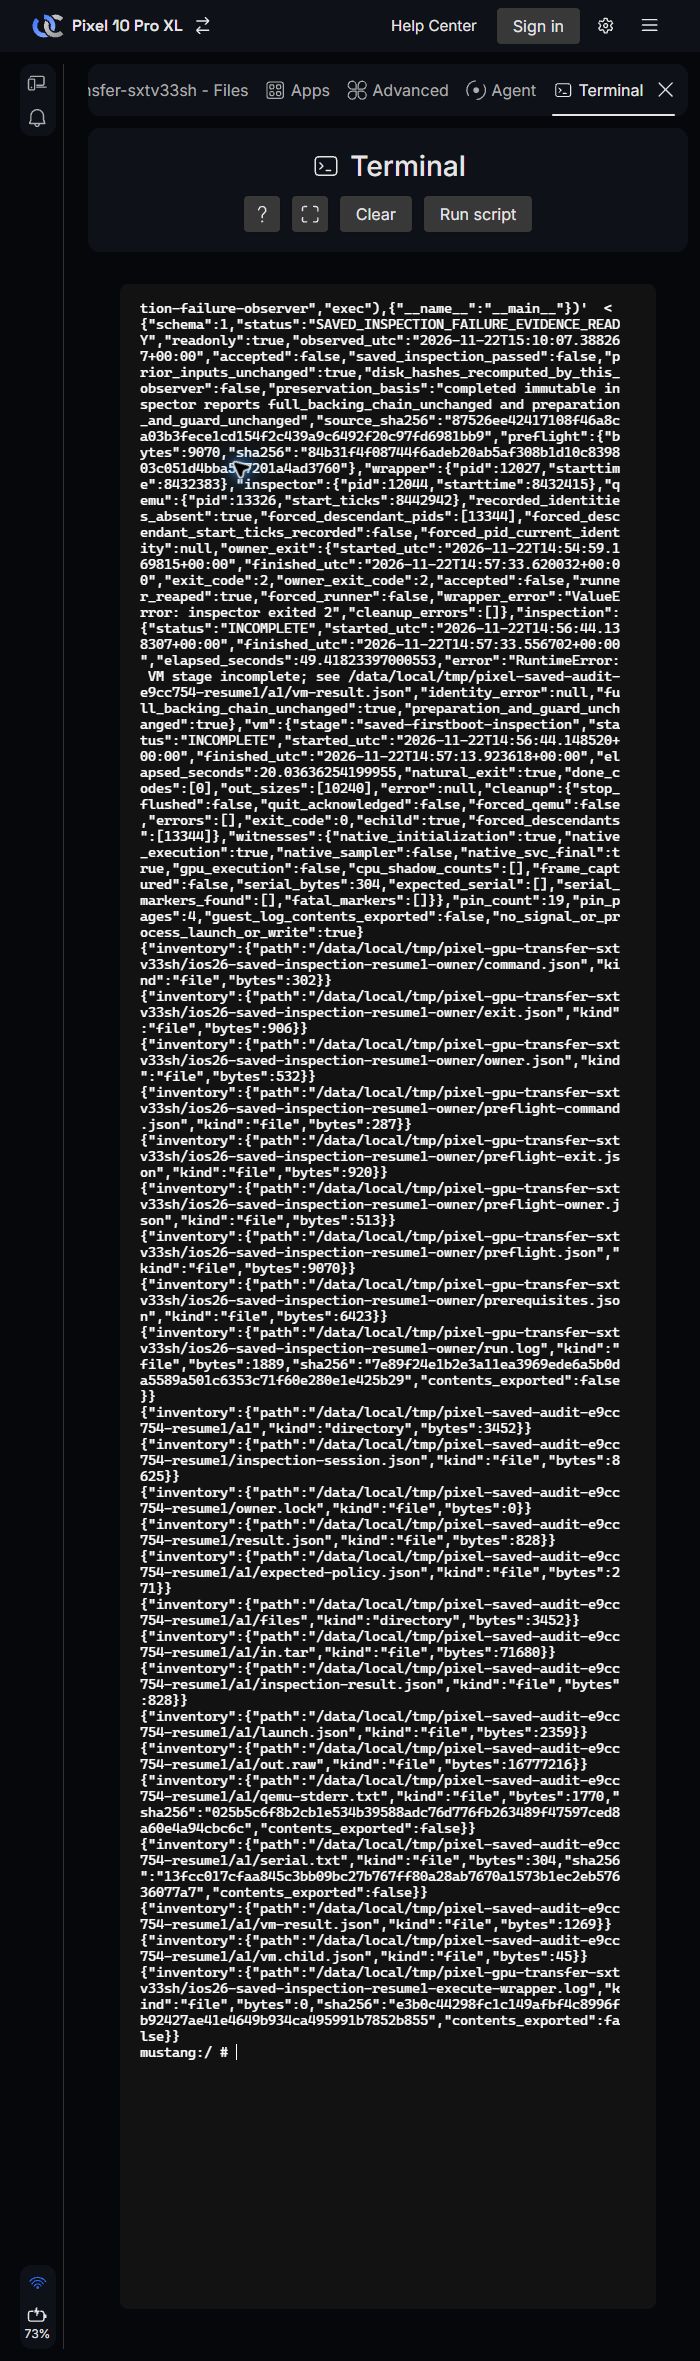 Pixel 10 Pro XL
Help Center
Sign in
nsfer-sxtv33sh - Files
Apps
Advanced
Agent
Terminal
Terminal
?
Clear
Run script
tion-failure-observer","exec"),{"__name__":"__main__"})'  <
{"schema":1,"status":"SAVED_INSPECTION_FAILURE_EVIDENCE_READ
Y","readonly":true,"observed_utc":"2026-11-22T15:10:07.38826
7+00:00","accepted":false,"saved_inspection_passed":false,"p
rior_inputs_unchanged":true,"disk_hashes_recomputed_by_this_
observer":false,"preservation_basis":"completed immutable in
spector reports full_backing_chain_unchanged and preparation
_and_guard_unchanged","source_sha256":"87526ee42417108f46a8c
a03b3fece1cd154f2c439a9c6492f20c97fd6981bb9","preflight":{"b
ytes":9070,"sha256":"84b31f4f08744f6adeb20ab5af308b1d10c8398
03c051d4bba5 7201a4ad3760"},"wrapper":{"pid":12027,"starttim
e":8432383},"inspector":{"pid":12044,"starttime":8432415},"q
emu":{"pid":13326,"start_ticks":8442942},"recorded_identitie
s_absent":true,"forced_descendant_pids":[13344],"forced_desc
endant_start_ticks_recorded":false,"forced_pid_current_ident
ity":null,"owner_exit":{"started_utc":"2026-11-22T14:54:59.1
69815+00:00","finished_utc":"2026-11-22T14:57:33.620032+00:0
0","exit_code":2,"owner_exit_code":2,"accepted":false,"runne
r_reaped":true,"forced_runner":false,"wrapper_error":"ValueE
rror: inspector exited 2","cleanup_errors":[]},"inspection":
{"status":"INCOMPLETE","started_utc":"2026-11-22T14:56:44.13
8307+00:00","finished_utc":"2026-11-22T14:57:33.556702+00:00
","elapsed_seconds":49.41823397000553,"error":"RuntimeError:
 VM stage incomplete; see /data/local/tmp/pixel-saved-audit-
e9cc754-resume1/a1/vm-result.json","identity_error":null,"fu
ll_backing_chain_unchanged":true,"preparation_and_guard_unch
anged":true},"vm":{"stage":"saved-firstboot-inspection","sta
tus":"INCOMPLETE","started_utc":"2026-11-22T14:56:44.148520+
00:00","finished_utc":"2026-11-22T14:57:13.923618+00:00","el
apsed_seconds":20.03636254199955,"natural_exit":true,"done_c
odes":[0],"out_sizes":[10240],"error":null,"cleanup":{"stop_
flushed":false,"quit_acknowledged":false,"forced_qemu":false
,"errors":[],"exit_code":0,"echild":true,"forced_descendants
":[13344]},"witnesses":{"native_initialization":true,"native
_execution":true,"native_sampler":false,"native_svc_final":t
rue,"gpu_execution":false,"cpu_shadow_counts":[],"frame_capt
ured":false,"serial_bytes":304,"expected_serial":[],"serial_
markers_found":[],"fatal_markers":[]}},"pin_count":19,"pin_p
ages":4,"guest_log_contents_exported":false,"no_signal_or_pr
ocess_launch_or_write":true}
{"inventory":{"path":"/data/local/tmp/pixel-gpu-transfer-sxt
v33sh/ios26-saved-inspection-resume1-owner/command.json","ki
nd":"file","bytes":302}}
{"inventory":{"path":"/data/local/tmp/pixel-gpu-transfer-sxt
v33sh/ios26-saved-inspection-resume1-owner/exit.json","kind"
:"file","bytes":906}}
{"inventory":{"path":"/data/local/tmp/pixel-gpu-transfer-sxt
v33sh/ios26-saved-inspection-resume1-owner/owner.json","kind
":"file","bytes":532}}
{"inventory":{"path":"/data/local/tmp/pixel-gpu-transfer-sxt
v33sh/ios26-saved-inspection-resume1-owner/preflight-command
.json","kind":"file","bytes":287}}
{"inventory":{"path":"/data/local/tmp/pixel-gpu-transfer-sxt
v33sh/ios26-saved-inspection-resume1-owner/preflight-exit.js
on","kind":"file","bytes":920}}
{"inventory":{"path":"/data/local/tmp/pixel-gpu-transfer-sxt
v33sh/ios26-saved-inspection-resume1-owner/preflight-owner.j
son","kind":"file","bytes":513}}
{"inventory":{"path":"/data/local/tmp/pixel-gpu-transfer-sxt
v33sh/ios26-saved-inspection-resume1-owner/preflight.json","
kind":"file","bytes":9070}}
{"inventory":{"path":"/data/local/tmp/pixel-gpu-transfer-sxt
v33sh/ios26-saved-inspection-resume1-owner/prerequisites.jso
n","kind":"file","bytes":6423}}
{"inventory":{"path":"/data/local/tmp/pixel-gpu-transfer-sxt
v33sh/ios26-saved-inspection-resume1-owner/run.log","kind":"
file","bytes":1889,"sha256":"7e89f24e1b2e3a11ea3969ede6a5b0d
a5589a501c6353c71f60e280e1e425b29","contents_exported":false
}}
{"inventory":{"path":"/data/local/tmp/pixel-saved-audit-e9cc
754-resume1/a1","kind":"directory","bytes":3452}}
{"inventory":{"path":"/data/local/tmp/pixel-saved-audit-e9cc
754-resume1/inspection-session.json","kind":"file","bytes":8
625}}
{"inventory":{"path":"/data/local/tmp/pixel-saved-audit-e9cc
754-resume1/owner.lock","kind":"file","bytes":0}}
{"inventory":{"path":"/data/local/tmp/pixel-saved-audit-e9cc
754-resume1/result.json","kind":"file","bytes":828}}
{"inventory":{"path":"/data/local/tmp/pixel-saved-audit-e9cc
754-resume1/a1/expected-policy.json","kind":"file","bytes":2
71}}
{"inventory":{"path":"/data/local/tmp/pixel-saved-audit-e9cc
754-resume1/a1/files","kind":"directory","bytes":3452}}
{"inventory":{"path":"/data/local/tmp/pixel-saved-audit-e9cc
754-resume1/a1/in.tar","kind":"file","bytes":71680}}
{"inventory":{"path":"/data/local/tmp/pixel-saved-audit-e9cc
754-resume1/a1/inspection-result.json","kind":"file","bytes"
:828}}
{"inventory":{"path":"/data/local/tmp/pixel-saved-audit-e9cc
754-resume1/a1/launch.json","kind":"file","bytes":2359}}
{"inventory":{"path":"/data/local/tmp/pixel-saved-audit-e9cc
754-resume1/a1/out.raw","kind":"file","bytes":16777216}}
{"inventory":{"path":"/data/local/tmp/pixel-saved-audit-e9cc
754-resume1/a1/qemu-stderr.txt","kind":"file","bytes":1770,"
sha256":"025b5c6f8b2cb1e534b39588adc76d776fb263489f47597ced8
a60e4a94cbc6c","contents_exported":false}}
{"inventory":{"path":"/data/local/tmp/pixel-saved-audit-e9cc
754-resume1/a1/serial.txt","kind":"file","bytes":304,"sha256
":"13fcc017cfaa845c3bb09bc27b767ff80a28ab7670a1573b1ec2eb576
36077a7","contents_exported":false}}
{"inventory":{"path":"/data/local/tmp/pixel-saved-audit-e9cc
754-resume1/a1/vm-result.json","kind":"file","bytes":1269}}
{"inventory":{"path":"/data/local/tmp/pixel-saved-audit-e9cc
754-resume1/a1/vm.child.json","kind":"file","bytes":45}}
{"inventory":{"path":"/data/local/tmp/pixel-gpu-transfer-sxt
v33sh/ios26-saved-inspection-resume1-execute-wrapper.log","k
ind":"file","bytes":0,"sha256":"e3b0c44298fc1c149afbf4c8996f
b92427ae41e4649b934ca495991b7852b855","contents_exported":fa
lse}}
mustang:/ #
73%